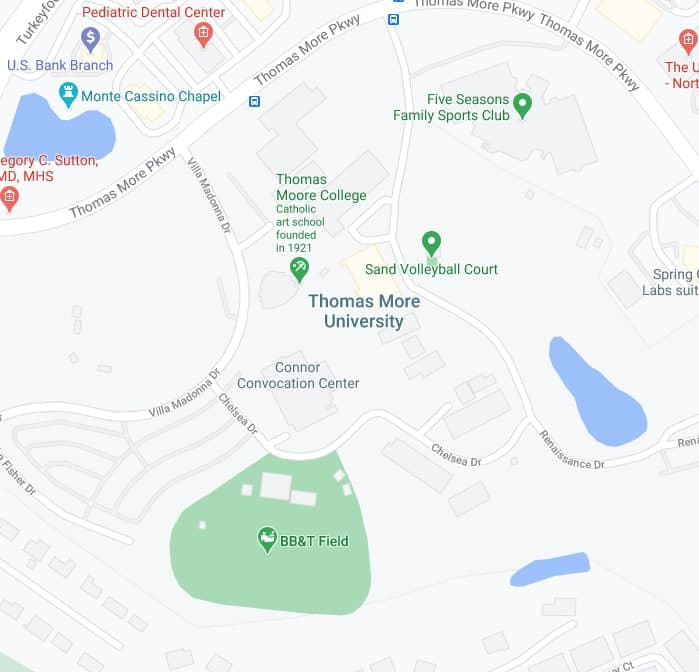 Thomas More Pkwy
Thomas More Pkwy
Pediatric Dental Center
Thomas More Pkwy
U.S. Bank Branch
The U
- Nort
Monte Cassino Chapel
Five Seasons
Family Sports Club
egory C. Sutton,
MD, MHS
Thomas More Pkwy
Villa Madonna Dr
Thomas
Moore College
Catholic
art school
founded
in 1921
Sand Volleyball Court
Spring
Labs suit
Thomas More
University
Connor
Convocation Center
Villa Madonna Dr
Chelsea Dr
Chelsea Dr
Renaissance Dr
Rena
Fisher Dr
BB&T Field
Ct